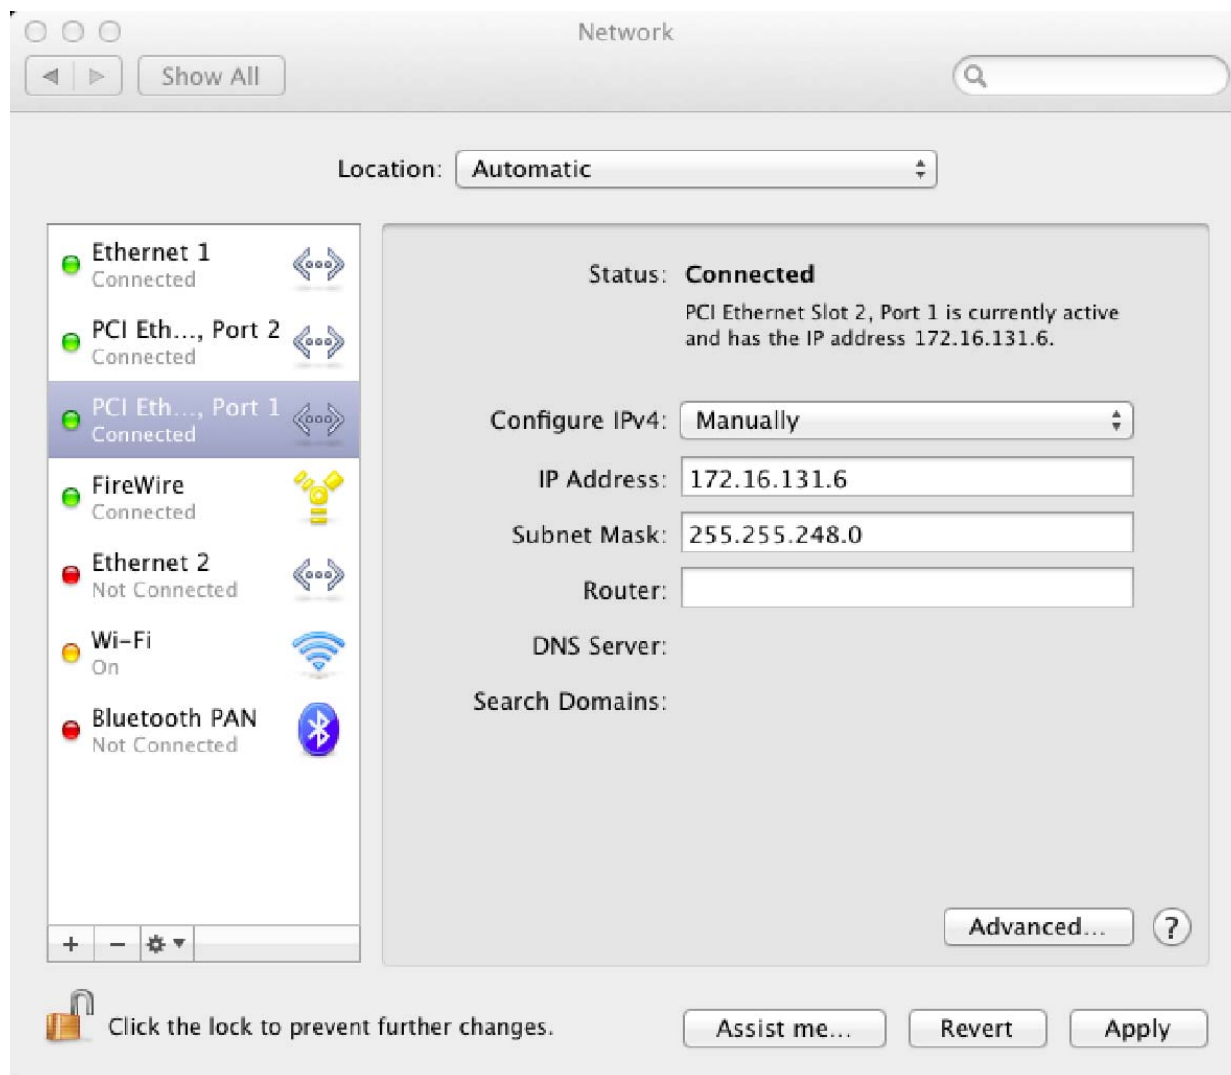 Network
Show All
Location: Automatic
Ethernet 1
Connected
PCI Eth..., Port 2
Connected
PCI Eth..., Port 1
Connected
FireWire
Connected
Ethernet 2
Not Connected
Wi-Fi
On
Bluetooth PAN
Not Connected
Status: Connected
PCI Ethernet Slot 2, Port 1 is currently active
and has the IP address 172.16.131.6.
Configure IPv4: Manually
IP Address: 172.16.131.6
Subnet Mask: 255.255.248.0
Router:
DNS Server:
Search Domains:
Advanced... ?
Click the lock to prevent further changes.
Assist me... Revert Apply